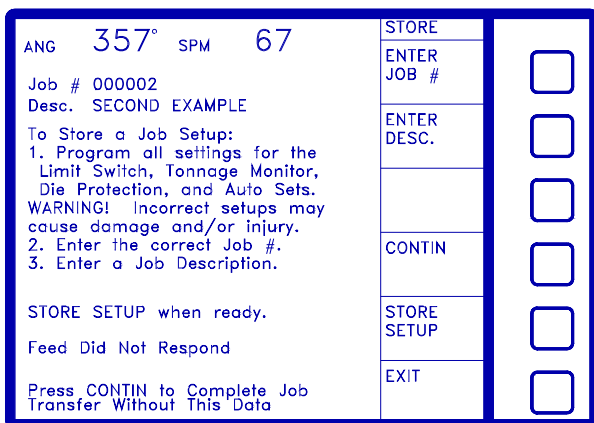 ANG 357° SPM 67
Job # 000002
Desc. SECOND EXAMPLE
To Store a Job Setup:
1. Program all settings for the
Limit Switch, Tonnage Monitor,
Die Protection, and Auto Sets.
WARNING! Incorrect setups may
cause damage and/or injury.
2. Enter the correct Job #.
3. Enter a Job Description.
STORE SETUP when ready.
Feed Did Not Respond
Press CONTIN to Complete Job
Transfer Without This Data
STORE
ENTER
JOB #
ENTER
DESC.
CONTIN
STORE
SETUP
EXIT